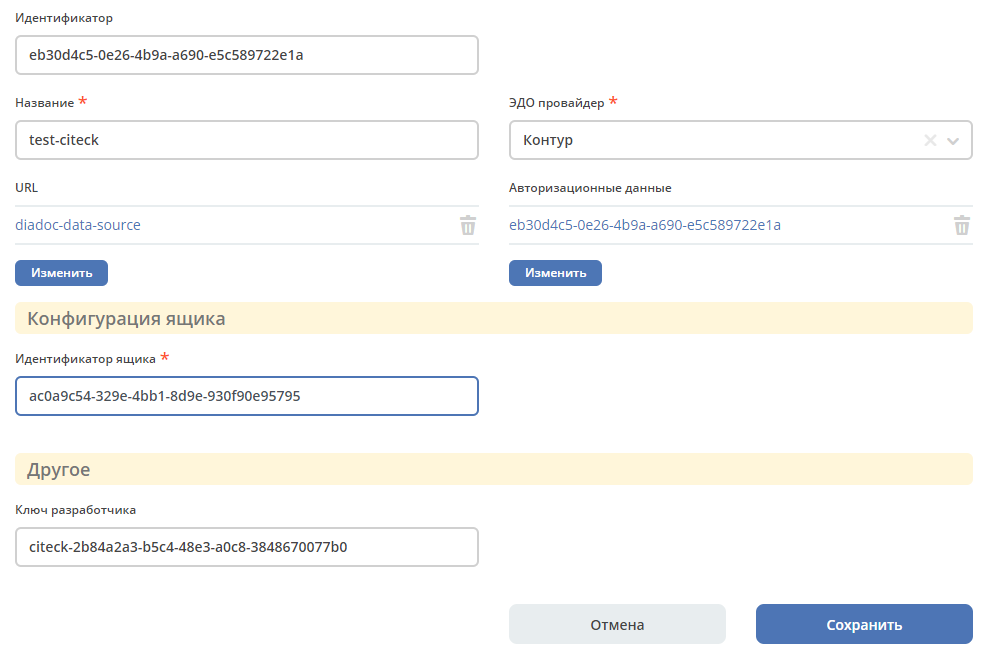 Идентификатор
eb30d4c5-0e26-4b9a-a690-e5c589722e1a
Название *
ЭДО провайдер *
test-citeck
Контур
URL
Авторизационные данные
diadoc-data-source
eb30d4c5-0e26-4b9a-a690-e5c589722e1a
Изменить
Изменить
Конфигурация ящика
Идентификатор ящика *
ac0a9c54-329e-4bb1-8d9e-930f90e95795
Другое
Ключ разработчика
citeck-2b84a2a3-b5c4-48e3-a0c8-3848670077b0
Отмена
Сохранить